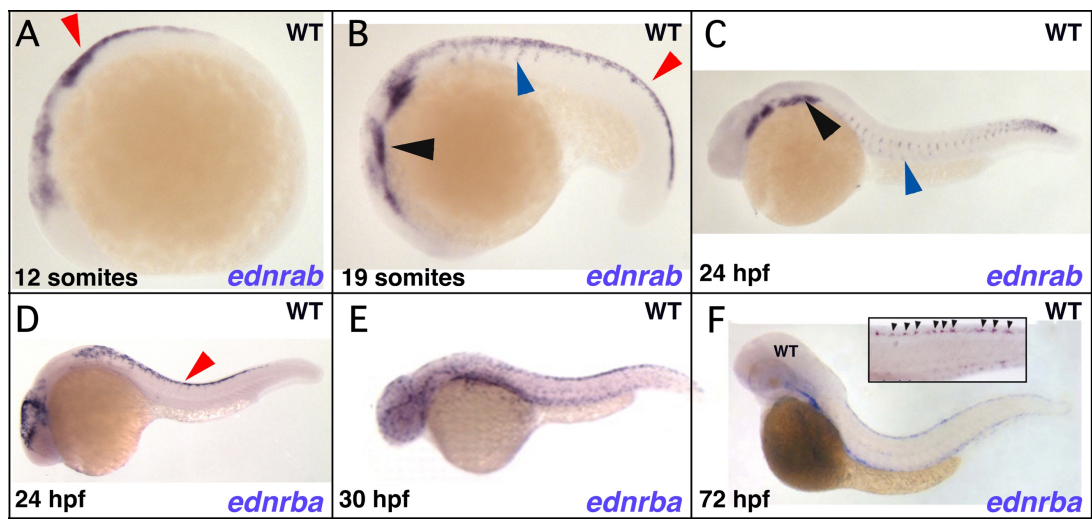 A WT
12 somites ednrab
B WT
19 somites ednrab
C WT
24 hpf ednrab
D WT
24 hpf ednrba
E WT
30 hpf ednrba
F WT
WT
72 hpf ednrba